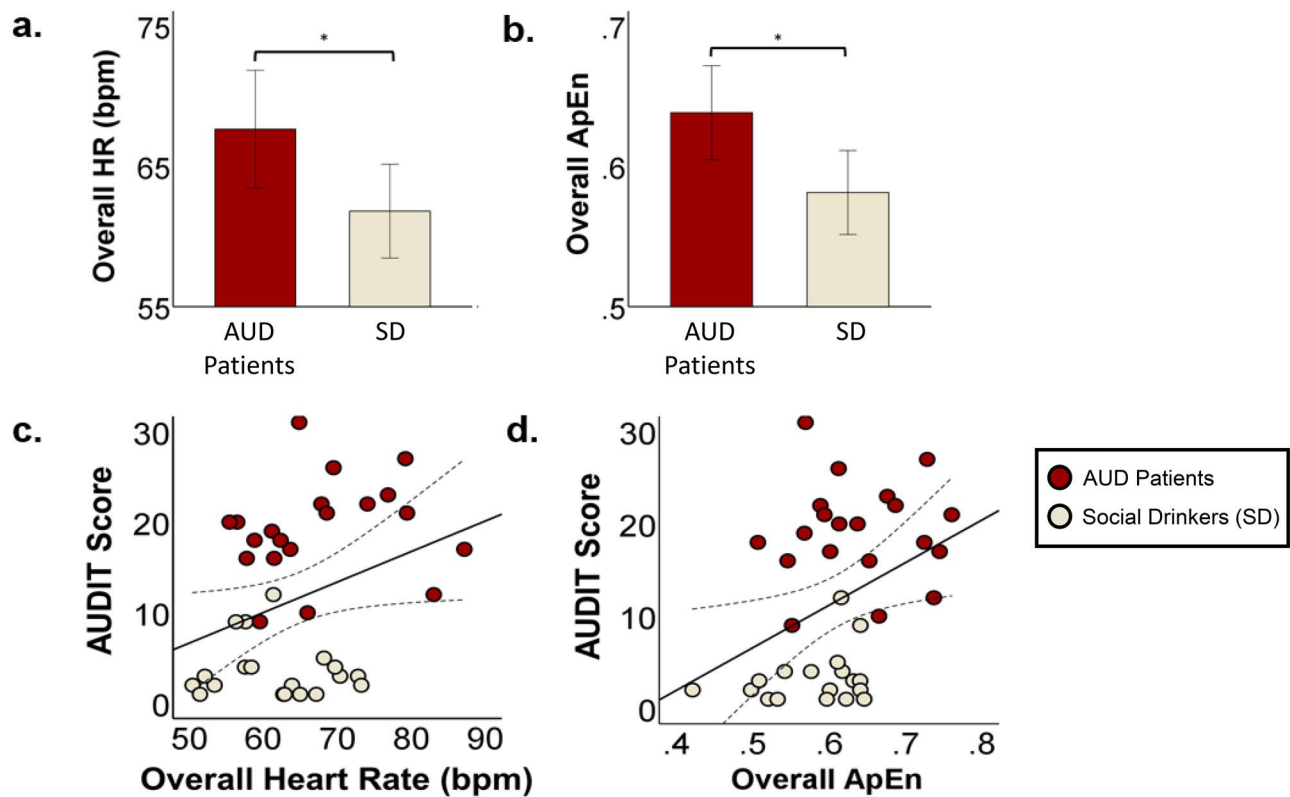 a.
75
65
55
Overall HR (bpm)
*
AUD
Patients
SD
b.
.7
.6
.5
Overall ApEn
*
AUD
Patients
SD
c.
30
20
10
0
AUDIT Score
50 60 70 80 90
Overall Heart Rate (bpm)
d.
30
20
10
0
AUDIT Score
.4 .5 .6 .7 .8
Overall ApEn
AUD Patients
Social Drinkers (SD)